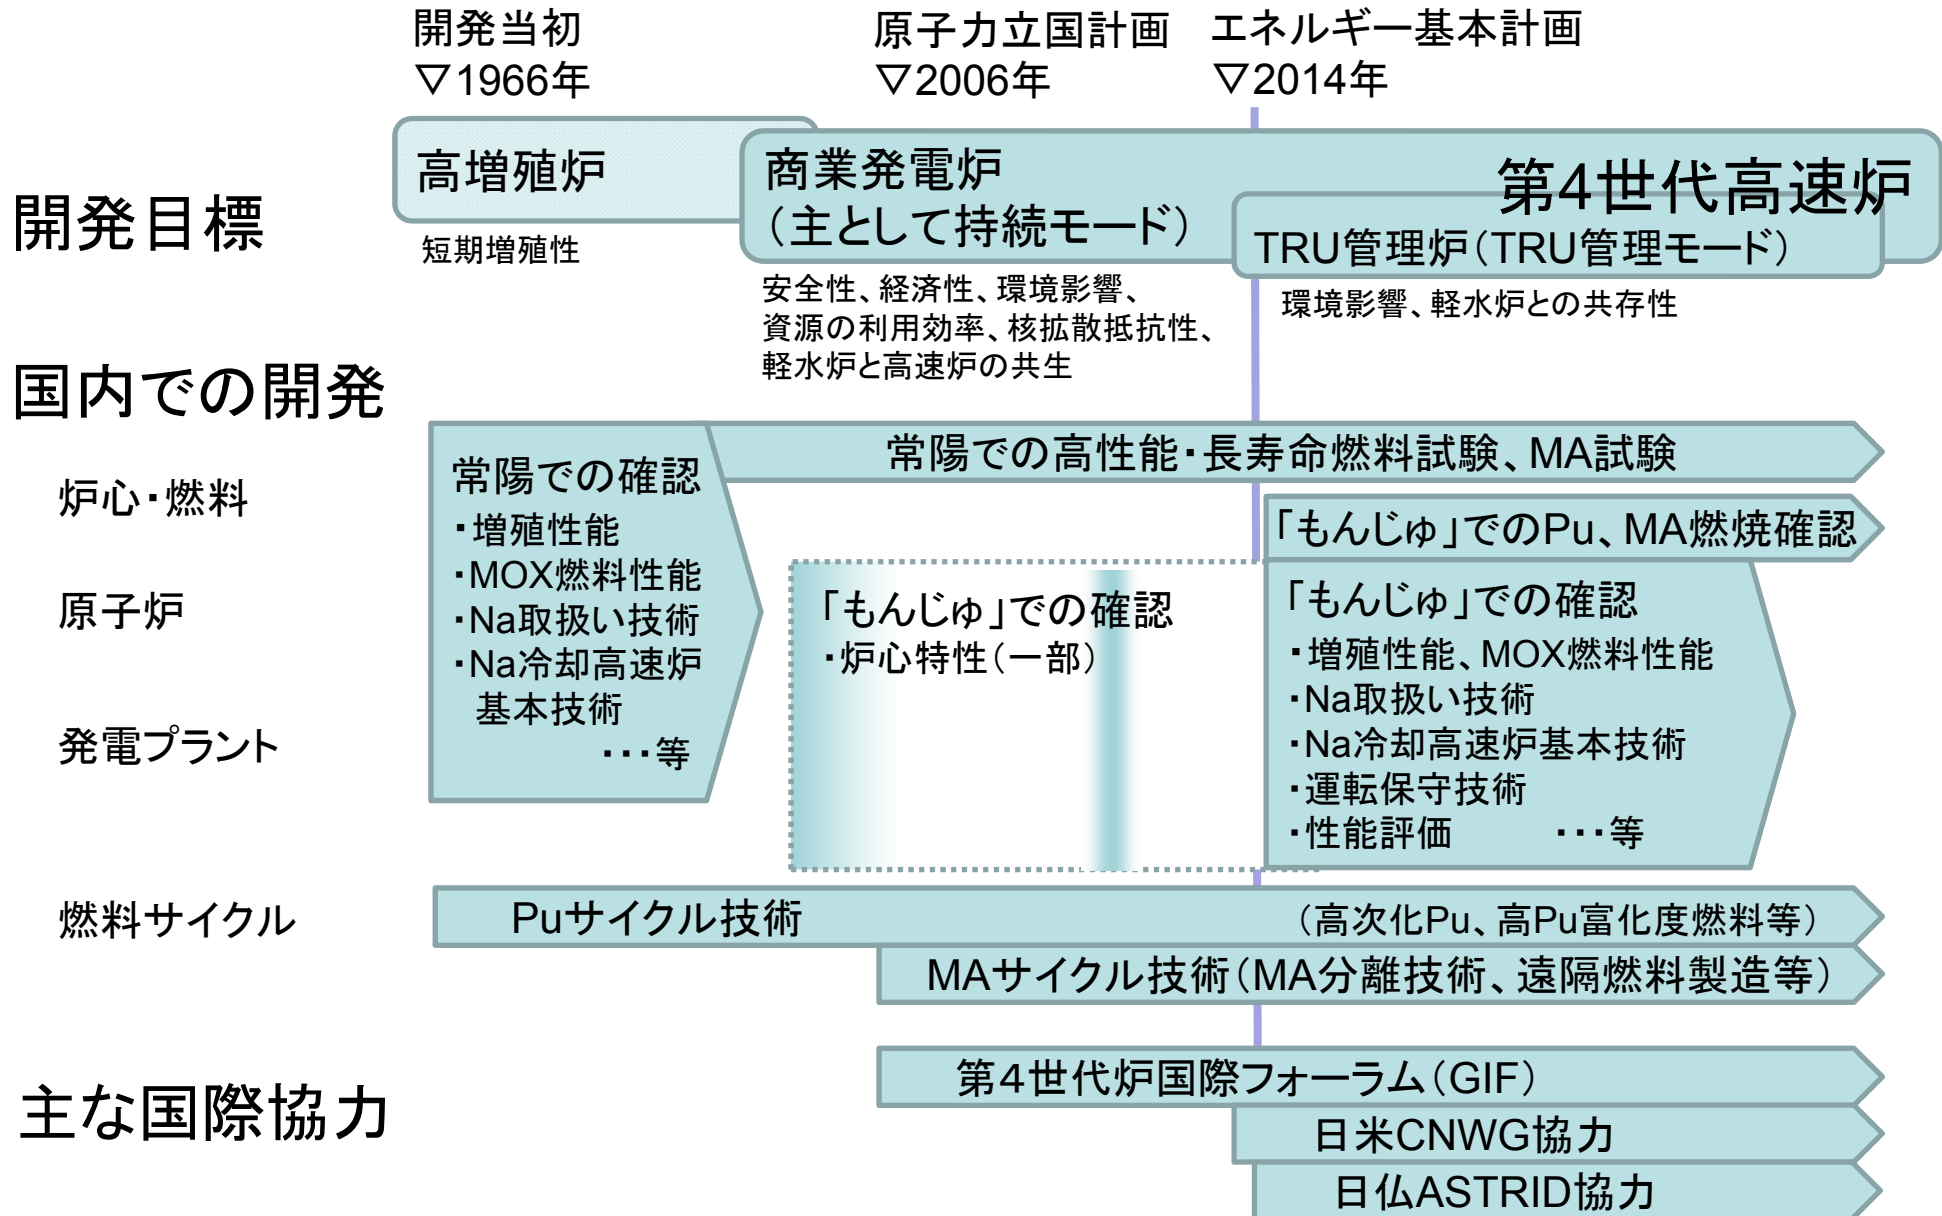 開発当初
▽1966年
原子力立国計画
▽2006年
エネルギー基本計画
▽2014年
開発目標
高増殖炉
短期増殖性
商業発電炉
（主として持続モード）
安全性、経済性、環境影響、
資源の利用効率、核拡散抵抗性、
軽水炉と高速炉の共生
第4世代高速炉
TRU管理炉（TRU管理モード）
環境影響、軽水炉との共存性
国内での開発
炉心・燃料
原子炉
発電プラント
燃料サイクル
常陽での確認
・増殖性能
・MOX燃料性能
・Na取扱い技術
・Na冷却高速炉
基本技術
・・・等
常陽での高性能・長寿命燃料試験、MA試験
「もんじゅ」でのPu、MA燃焼確認
「もんじゅ」での確認
・炉心特性（一部）
「もんじゅ」での確認
・増殖性能、MOX燃料性能
・Na取扱い技術
・Na冷却高速炉基本技術
・運転保守技術
・性能評価　・・・等
Puサイクル技術　（高次化Pu、高Pu富化度燃料等）
MAサイクル技術（MA分離技術、遠隔燃料製造等）
主な国際協力
第４世代炉国際フォーラム（GIF）
日米CNWG協力
日仏ASTRID協力